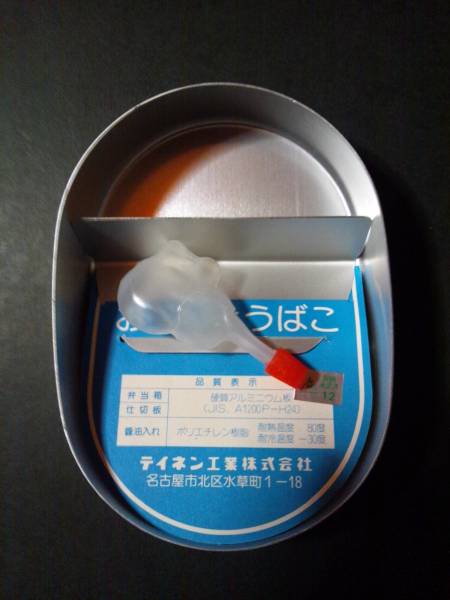 うばこ
品質表示
弁当箱 硬質アルミニウム板
仕切板 (JIS. A1200P-H24)
醤油入れ ポリエチレン樹脂 耐熱温度 80度
耐冷温度 -30度
テイネン工業株式会社
名古屋市北区水草町1-18
12